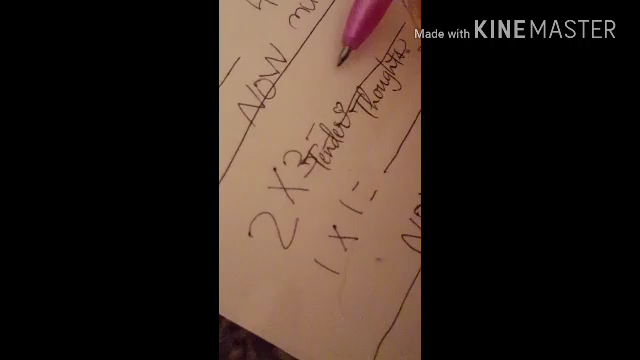 Made with KINEMASTER
NOW
2 x 3
Tender
Thoughts
1 x 1 =